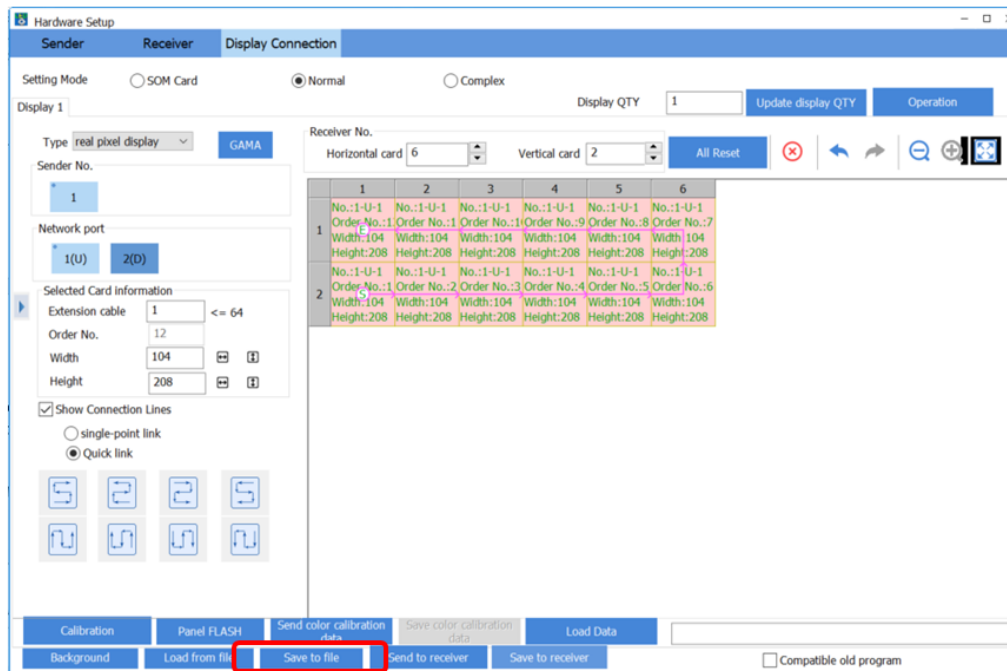 Hardware Setup
Sender Receiver Display Connection
Setting Mode SOM Card Normal Complex
Display 1
Display QTY 1 Update display QTY Operation
Type real pixel display GAMA
Receiver No.
Horizontal card 6 Vertical card 2 All Reset
Sender No.
1
Network port
1(U) 2(D)
Selected Card information
Extension cable 1 <= 64
Order No. 12
Width 104
Height 208
Show Connection Lines
single-point link
Quick link
1 2 3 4 5 6
1
No.:1-U-1 No.:1-U-1 No.:1-U-1 No.:1-U-1 No.:1-U-1 No.:1-U-1
Order No.:1 Order No.:1 Order No.:1 Order No.:9 Order No.:8 Order No.:7
E
Width:104 Width:104 Width:104 Width:104 Width:104 Width:104
Height:208 Height:208 Height:208 Height:208 Height:208 Height:208
2
No.:1-U-1 No.:1-U-1 No.:1-U-1 No.:1-U-1 No.:1-U-1 No.:1-U-1
Order No.:1 Order No.:2 Order No.:3 Order No.:4 Order No.:5 Order No.:6
S
Width:104 Width:104 Width:104 Width:104 Width:104 Width:104
Height:208 Height:208 Height:208 Height:208 Height:208 Height:208
Calibration Panel FLASH Send color calibration data Save color calibration data Load Data
Background Load from file Save to file Send to receiver Save to receiver Compatible old program